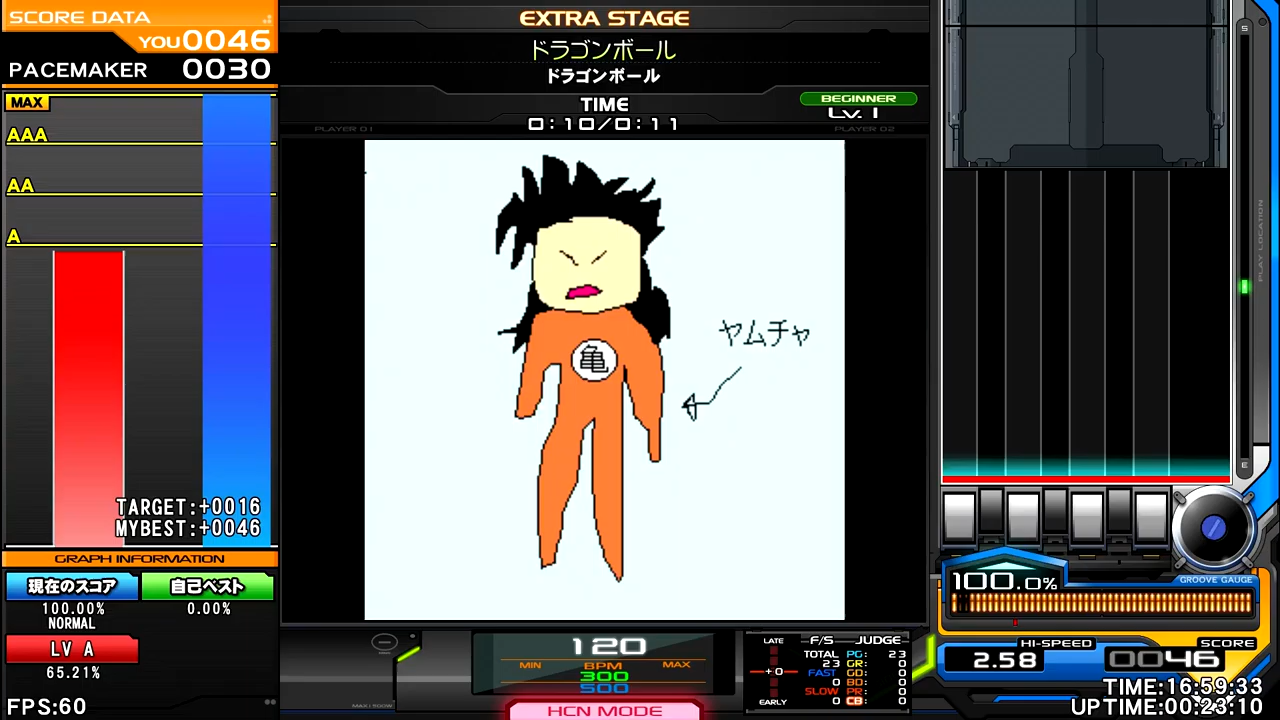 SCORE DATA
YOU 0046
PACEMAKER 0030
MAX
AAA
AA
A
TARGET:+0016
MYBEST:+0046
GRAPH INFORMATION
現在のスコア 自己ベスト
100.00% 0.00%
NORMAL
LV A
65.21%
FPS:60
EXTRA STAGE
ドラゴンボール
ドラゴンボール
TIME
0:10/0:11
BEGINNER
Lv. 1
PLAYER 01 PLAYER 02
ヤムチャ
亀
120
MIN BPM MAX
300
500
HCN MODE
MAX:900W
LATE F/S JUDGE
TOTAL PG: 23
23 GR: 0
FAST GD: 0
+0
0 BD: 0
SLOW PR: 0
EARLY 0 CB: 0
S
PLAY LOCATION
E
100.0%
GROOVE GAUGE
HI-SPEED SCORE
2.58 0046
TIME:16:59:33
UPTIME:00:23:10